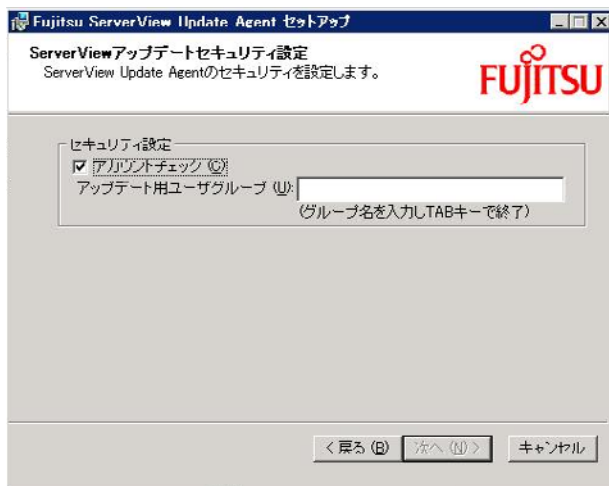 Fujitsu ServerView Update Agent セットアップ
ServerViewアップデートセキュリティ設定
ServerView Update Agentのセキュリティを設定します。
FUJITSU
セキュリティ設定
アカウントチェック (C)
アップデート用ユーザグループ (U):
(グループ名を入力しTABキーで終了)
< 戻る (B)
次へ (N) >
キャンセル